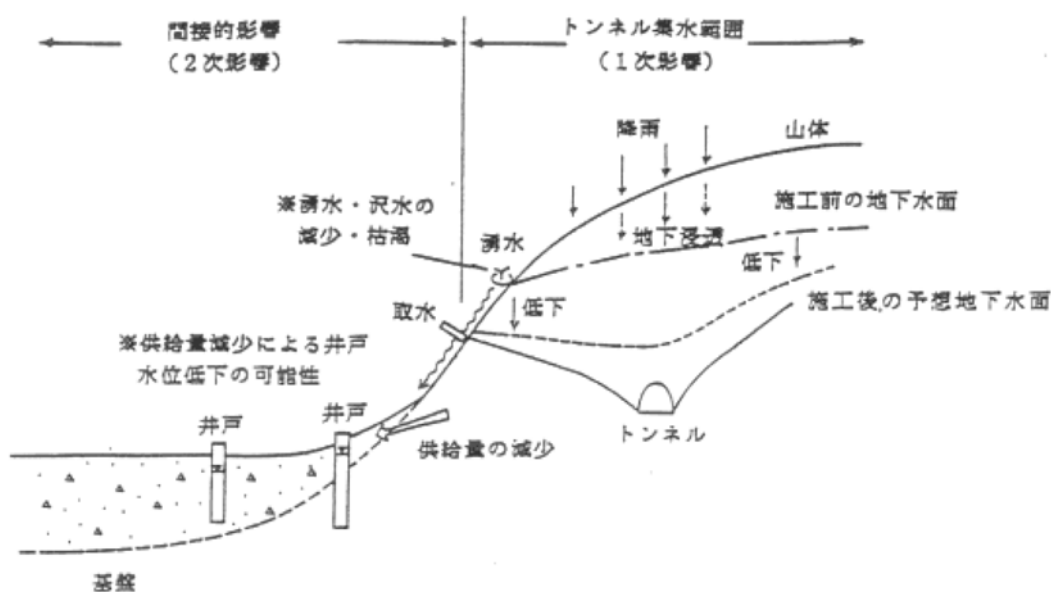 間接的影響
(2次影響)
トンネル集水範囲
(1次影響)
降雨
山体
※湧水・沢水の
減少・枯渇
湧水
地下浸透
施工前の地下水面
低下
取水
低下
施工後の予想地下水面
※供給量減少による井戸
水位低下の可能性
井戸
井戸
供給量の減少
トンネル
基盤